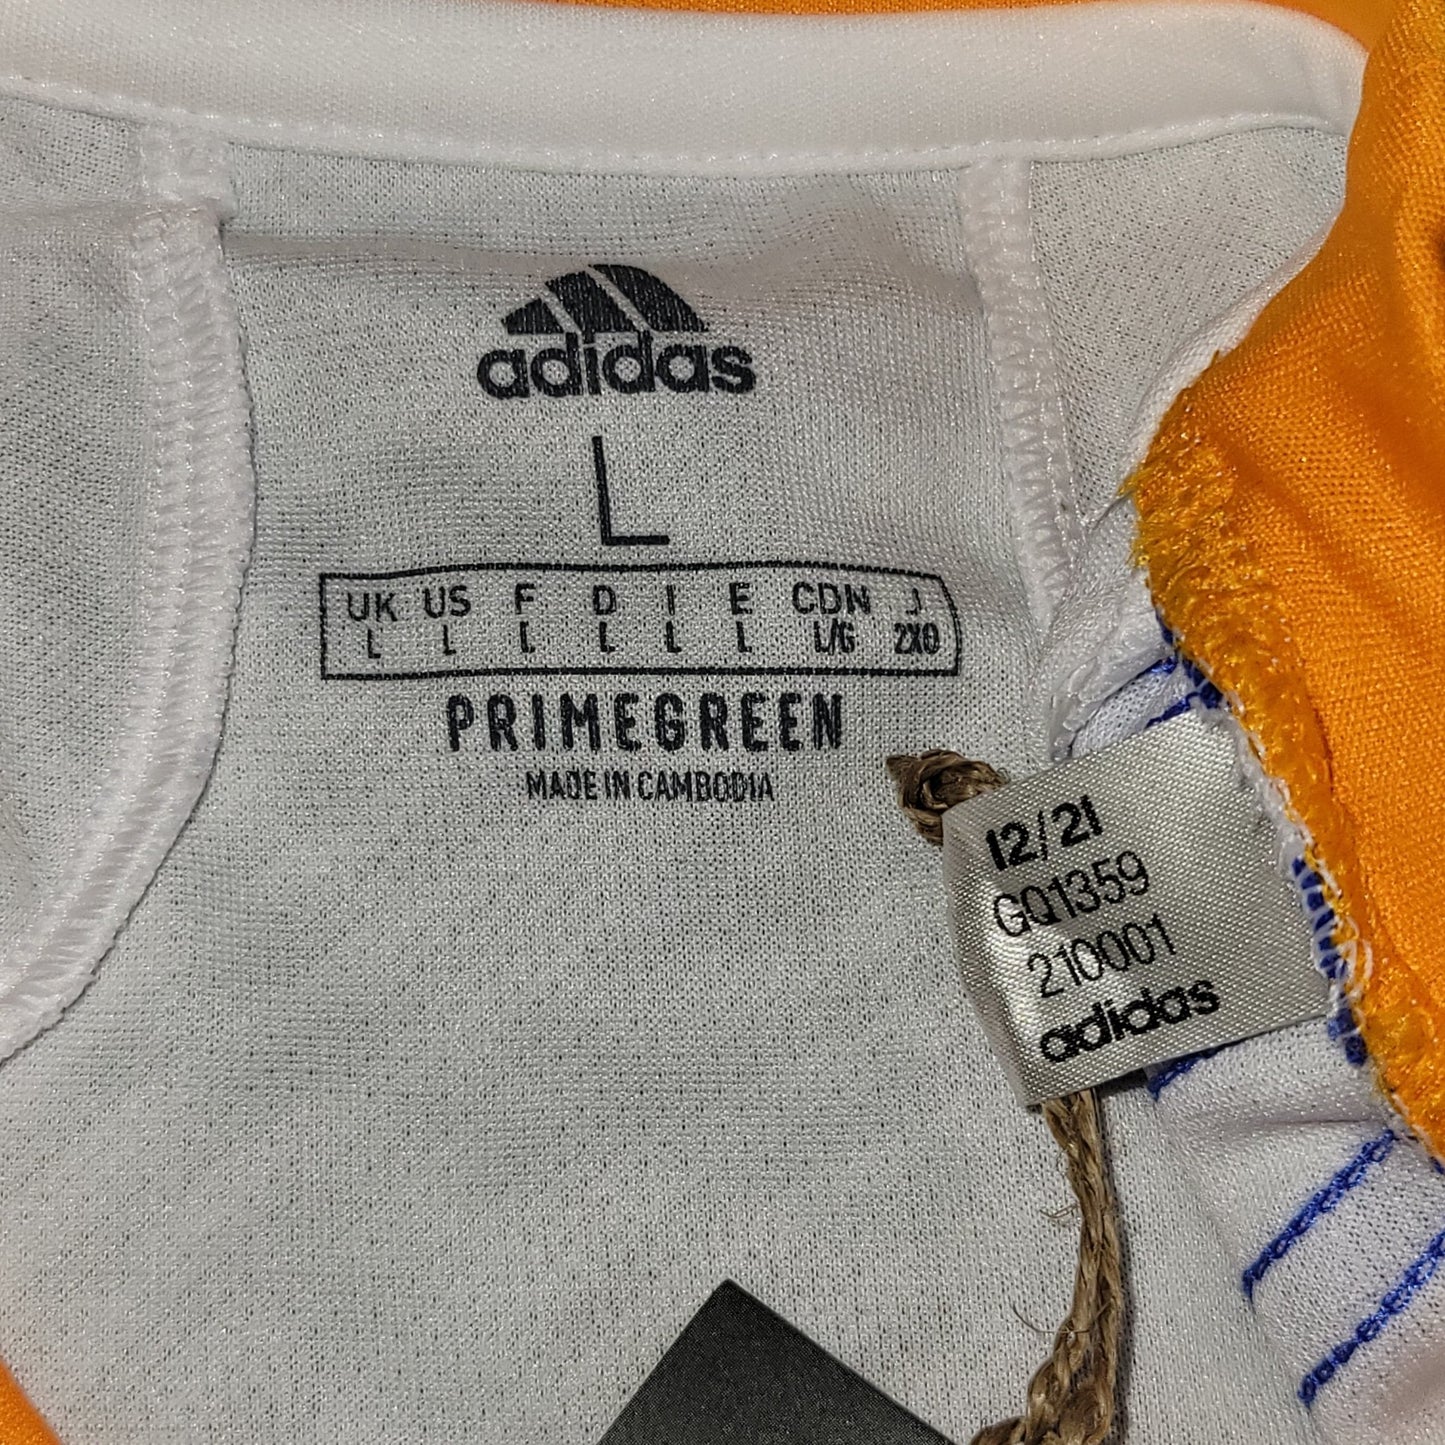 adidas
L
UK US F D I E CDN J
L L L L L L L/G 2XO
PRIMEGREEN
MADE IN CAMBODIA
12/21
GQ1359
210001
adidas